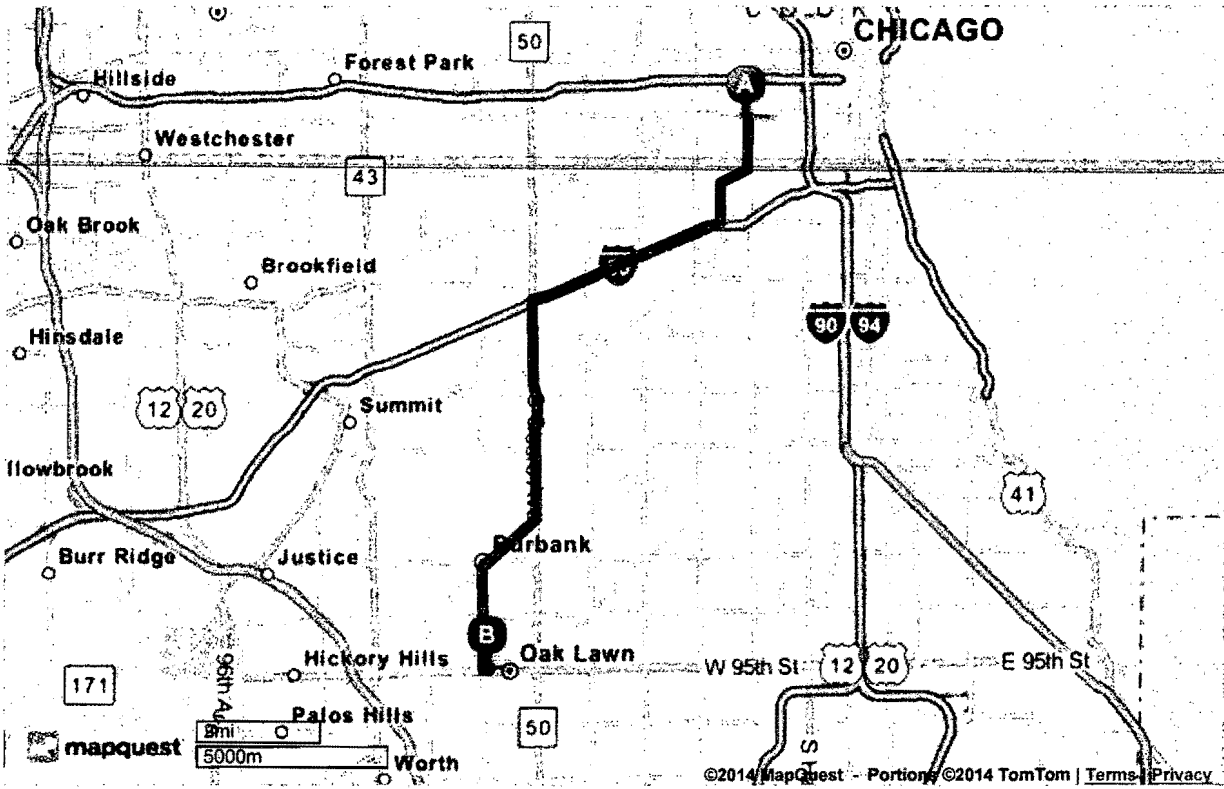 CHICAGO
50
Forest Park
Hillside
A
Westchester
43
Oak Brook
Brookfield
90 94
Hinsdale
12 20
Summit
llowbrook
41
Burbank
Burr Ridge
Justice
B
Oak Lawn
Hickory Hills
W 95th St
12 20
E 95th St
171
96th
Palos Hills
50
mapquest
5000m
Worth
©2014 MapQuest - Portions ©2014 TomTom | Terms | Privacy